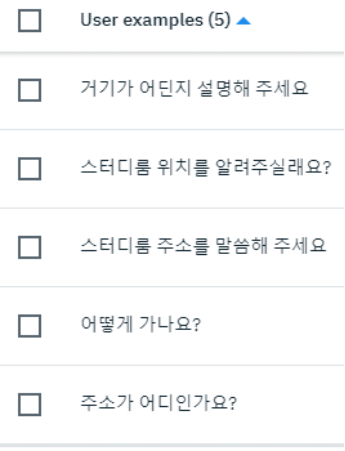 User examples (5)
거기가 어딘지 설명해 주세요
스터디룸 위치를 알려주실래요?
스터디룸 주소를 말씀해 주세요
어떻게 가나요?
주소가 어디인가요?